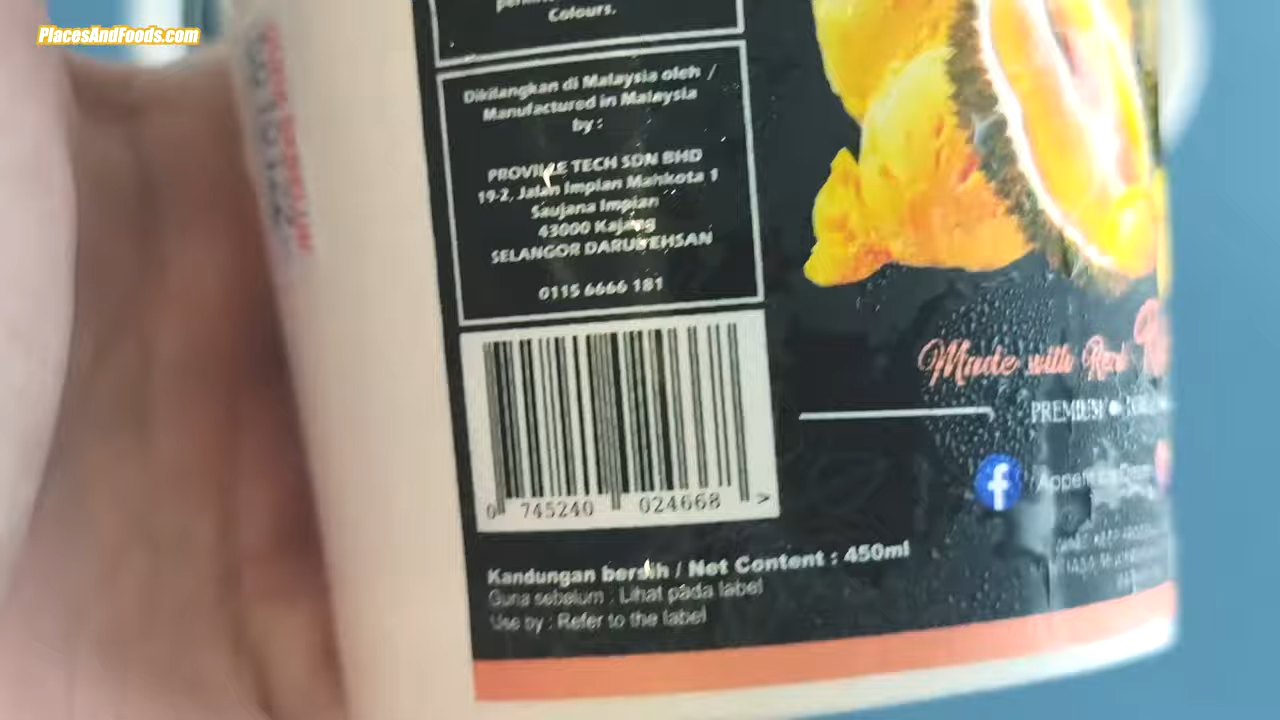 PlacesAndFoods.com
Colours.
Dikilangkan di Malaysia oleh /
Manufactured in Malaysia
by :
PROVILLE TECH SDN BHD
19-2, Jalan Impian Mahkota 1
Saujana Impian
43000 Kajang
SELANGOR DARUL EHSAN
0115 6666 181
0 745240 024668 >
Kandungan bersih / Net Content : 450ml
Guna sebelum : Lihat pada label
Use by : Refer to the label
Made with Real
PREMIUM